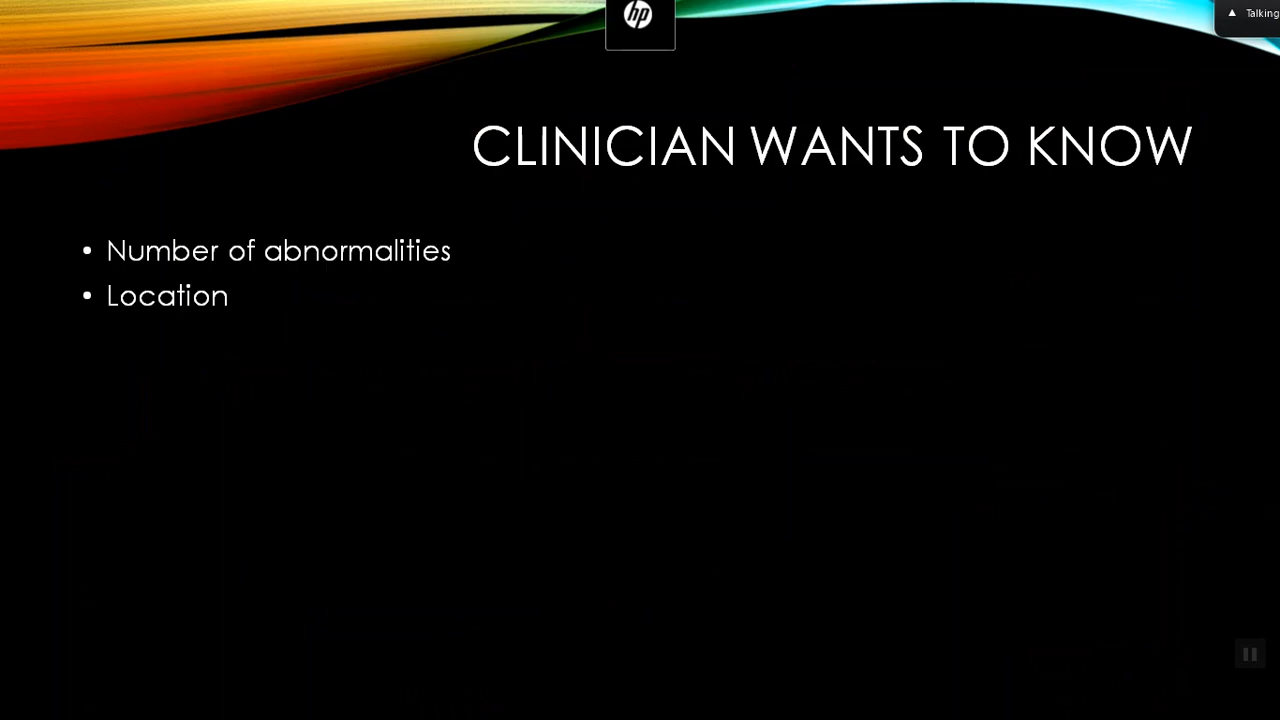 hp
Talking
CLINICIAN WANTS TO KNOW
• Number of abnormalities
• Location